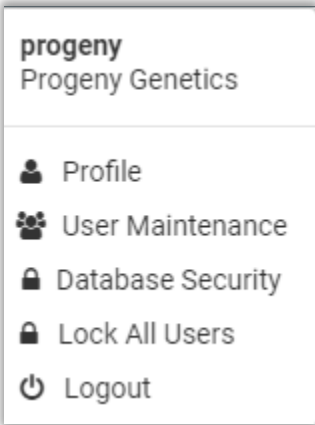 progeny
Progeny Genetics
Profile
User Maintenance
Database Security
Lock All Users
Logout